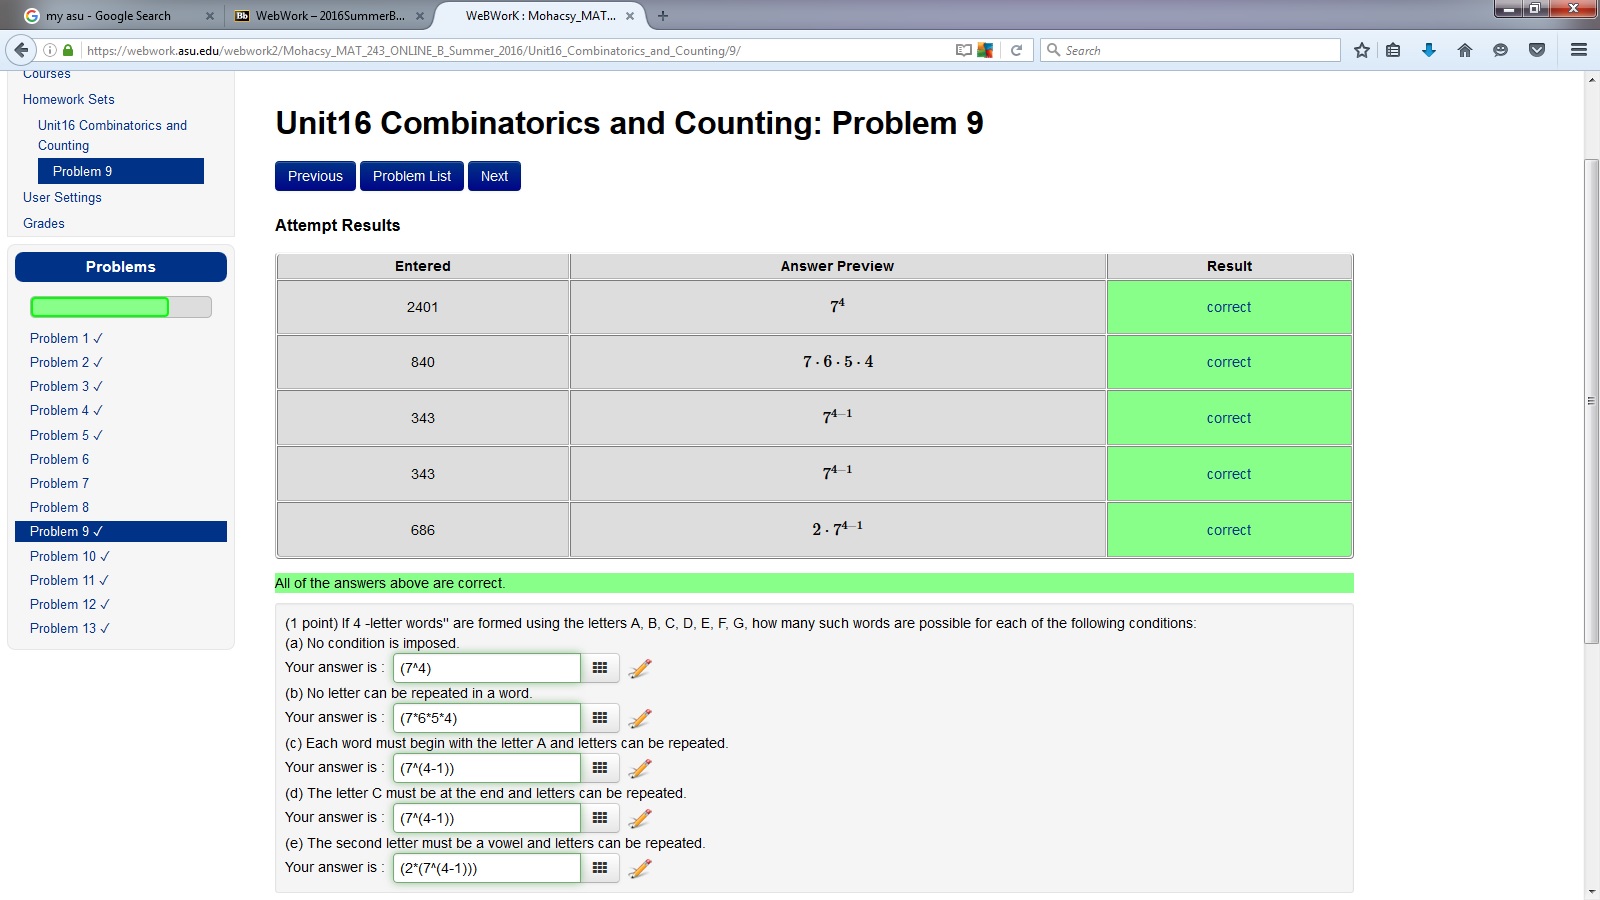 my asu - Google Search
Bb WebWork – 2016SummerB...
WeBWorK : Mohacsy_MAT...
https://webwork.asu.edu/webwork2/Mohacsy_MAT_243_ONLINE_B_Summer_2016/Unit16_Combinatorics_and_Counting/9/
Search
Courses
Homework Sets
Unit16 Combinatorics and
Counting
Problem 9
User Settings
Grades
Problems
Problem 1 ✓
Problem 2 ✓
Problem 3 ✓
Problem 4 ✓
Problem 5 ✓
Problem 6
Problem 7
Problem 8
Problem 9 ✓
Problem 10 ✓
Problem 11 ✓
Problem 12 ✓
Problem 13 ✓
Unit16 Combinatorics and Counting: Problem 9
Previous Problem List Next
Attempt Results
Entered Answer Preview Result
2401 7⁴ correct
840 7 · 6 · 5 · 4 correct
343 7⁴⁻¹ correct
343 7⁴⁻¹ correct
686 2 · 7⁴⁻¹ correct
All of the answers above are correct.
(1 point) If 4 -letter words" are formed using the letters A, B, C, D, E, F, G, how many such words are possible for each of the following conditions:
(a) No condition is imposed.
Your answer is : (7^4)
(b) No letter can be repeated in a word.
Your answer is : (7*6*5*4)
(c) Each word must begin with the letter A and letters can be repeated.
Your answer is : (7^(4-1))
(d) The letter C must be at the end and letters can be repeated.
Your answer is : (7^(4-1))
(e) The second letter must be a vowel and letters can be repeated.
Your answer is : (2*(7^(4-1)))